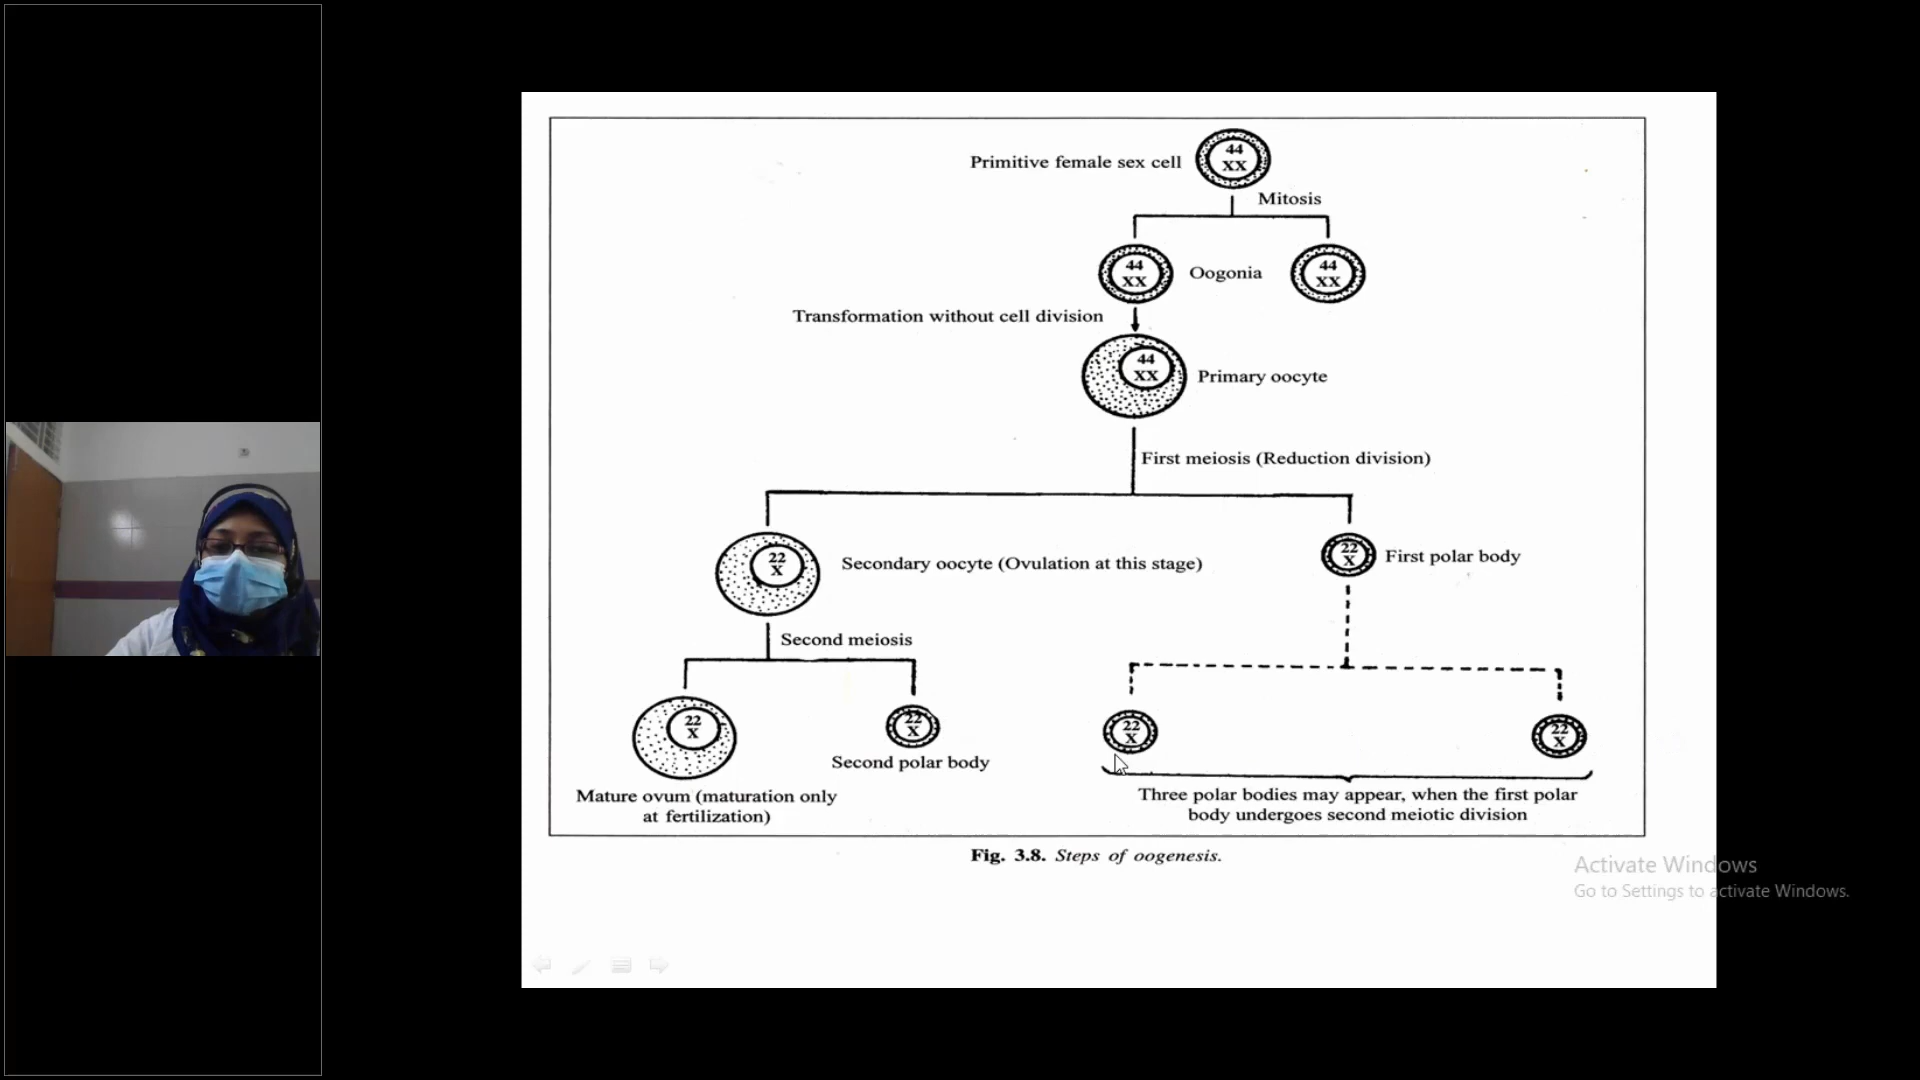 44
XX
Primitive female sex cell
Mitosis
44
XX
Oogonia
44
XX
Transformation without cell division
44
XX
Primary oocyte
First meiosis (Reduction division)
22
X
Secondary oocyte (Ovulation at this stage)
22
X
First polar body
Second meiosis
22
X
22
X
22
X
22
X
Second polar body
Mature ovum (maturation only
at fertilization)
Three polar bodies may appear, when the first polar
body undergoes second meiotic division
Fig. 3.8. Steps of oogenesis.
Activate Windows
Go to Settings to activate Windows.